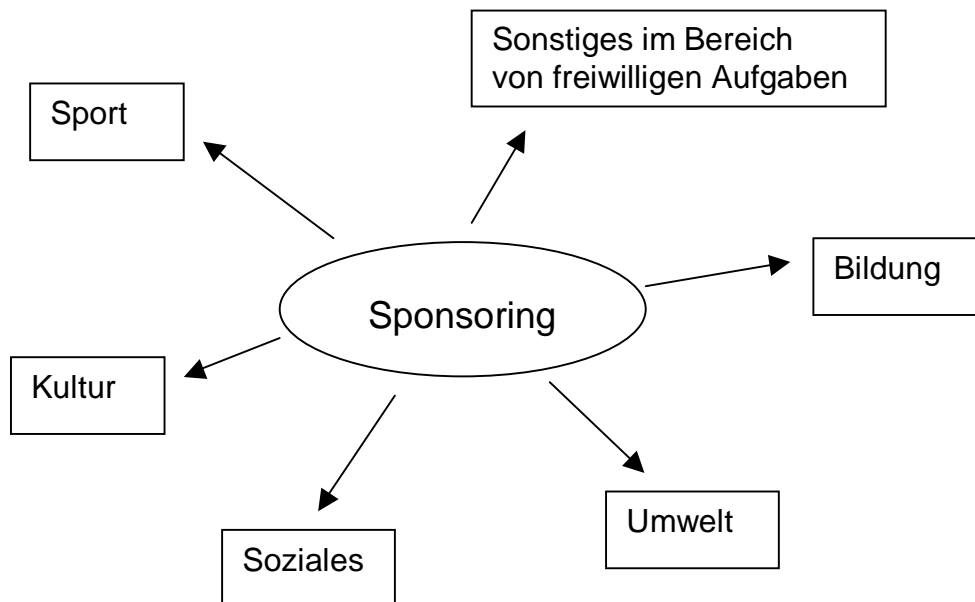 Sonstiges im Bereich
von freiwilligen Aufgaben
Sport
Bildung
Sponsoring
Kultur
Umwelt
Soziales